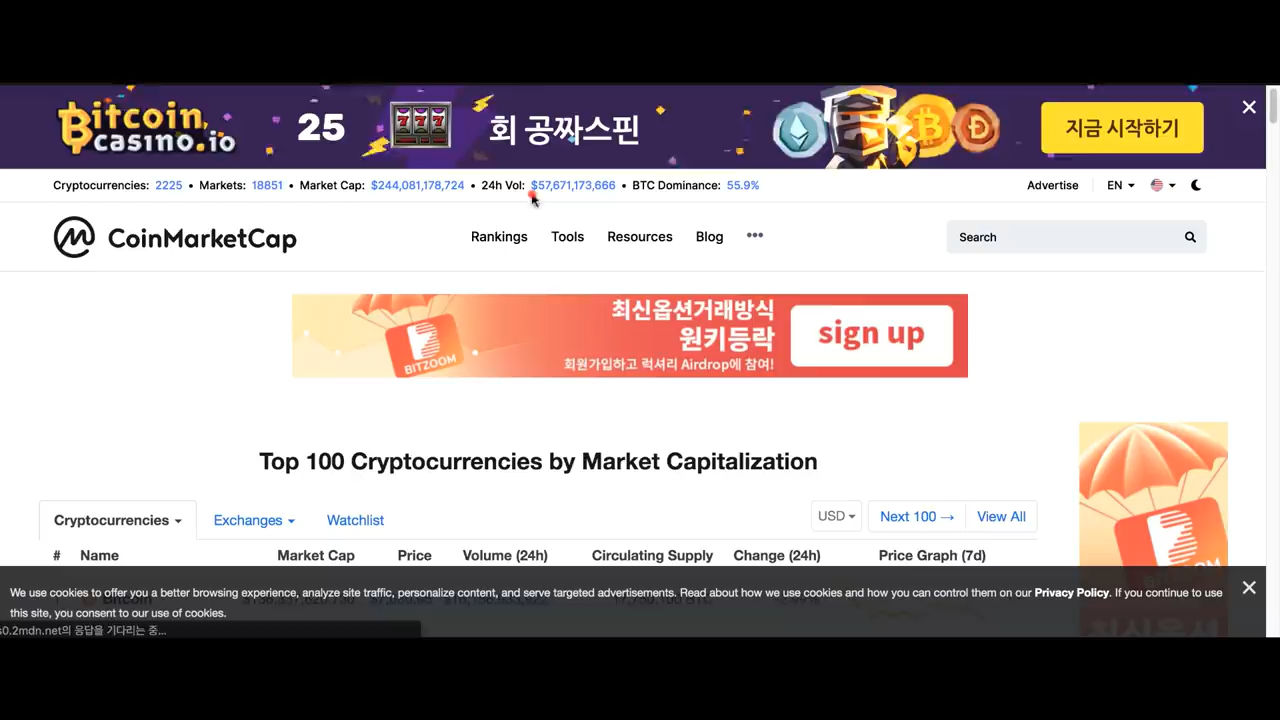 Bitcoin
casino.io
25
회 공짜스핀
지금 시작하기
Cryptocurrencies: 2225 • Markets: 18851 • Market Cap: $244,081,178,724 • 24h Vol: $57,671,173,666 • BTC Dominance: 55.9%
Advertise
EN
CoinMarketCap
Rankings
Tools
Resources
Blog
Search
BITZOOM
최신옵션거래방식
원키등락
회원가입하고 럭셔리 Airdrop에 참여!
sign up
Top 100 Cryptocurrencies by Market Capitalization
Cryptocurrencies
Exchanges
Watchlist
USD
Next 100 →
View All
# Name Market Cap Price Volume (24h) Circulating Supply Change (24h) Price Graph (7d)
We use cookies to offer you a better browsing experience, analyze site traffic, personalize content, and serve targeted advertisements. Read about how we use cookies and how you can control them on our Privacy Policy. If you continue to use
this site, you consent to our use of cookies.
s0.2mdn.net의 응답을 기다리는 중...